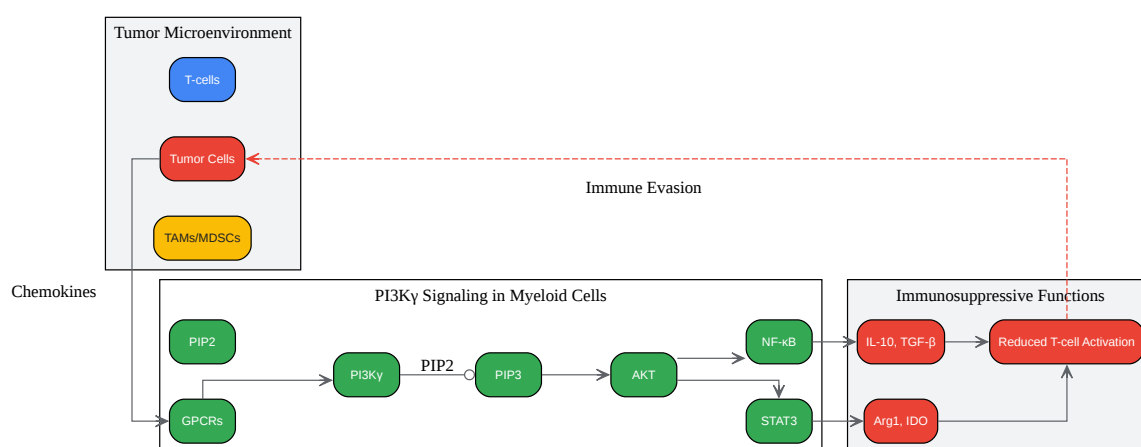 Tumor Microenvironment
T-cells
Tumor Cells
Immune Evasion
TAMs/MDSCs
Chemokines
PI3Kγ Signaling in Myeloid Cells
Immunosuppressive Functions
PIP2
NF-κB
IL-10, TGF-β
Reduced T-cell Activation
PI3Kγ
PIP2
PIP3
AKT
GPCRs
STAT3
Arg1, IDO